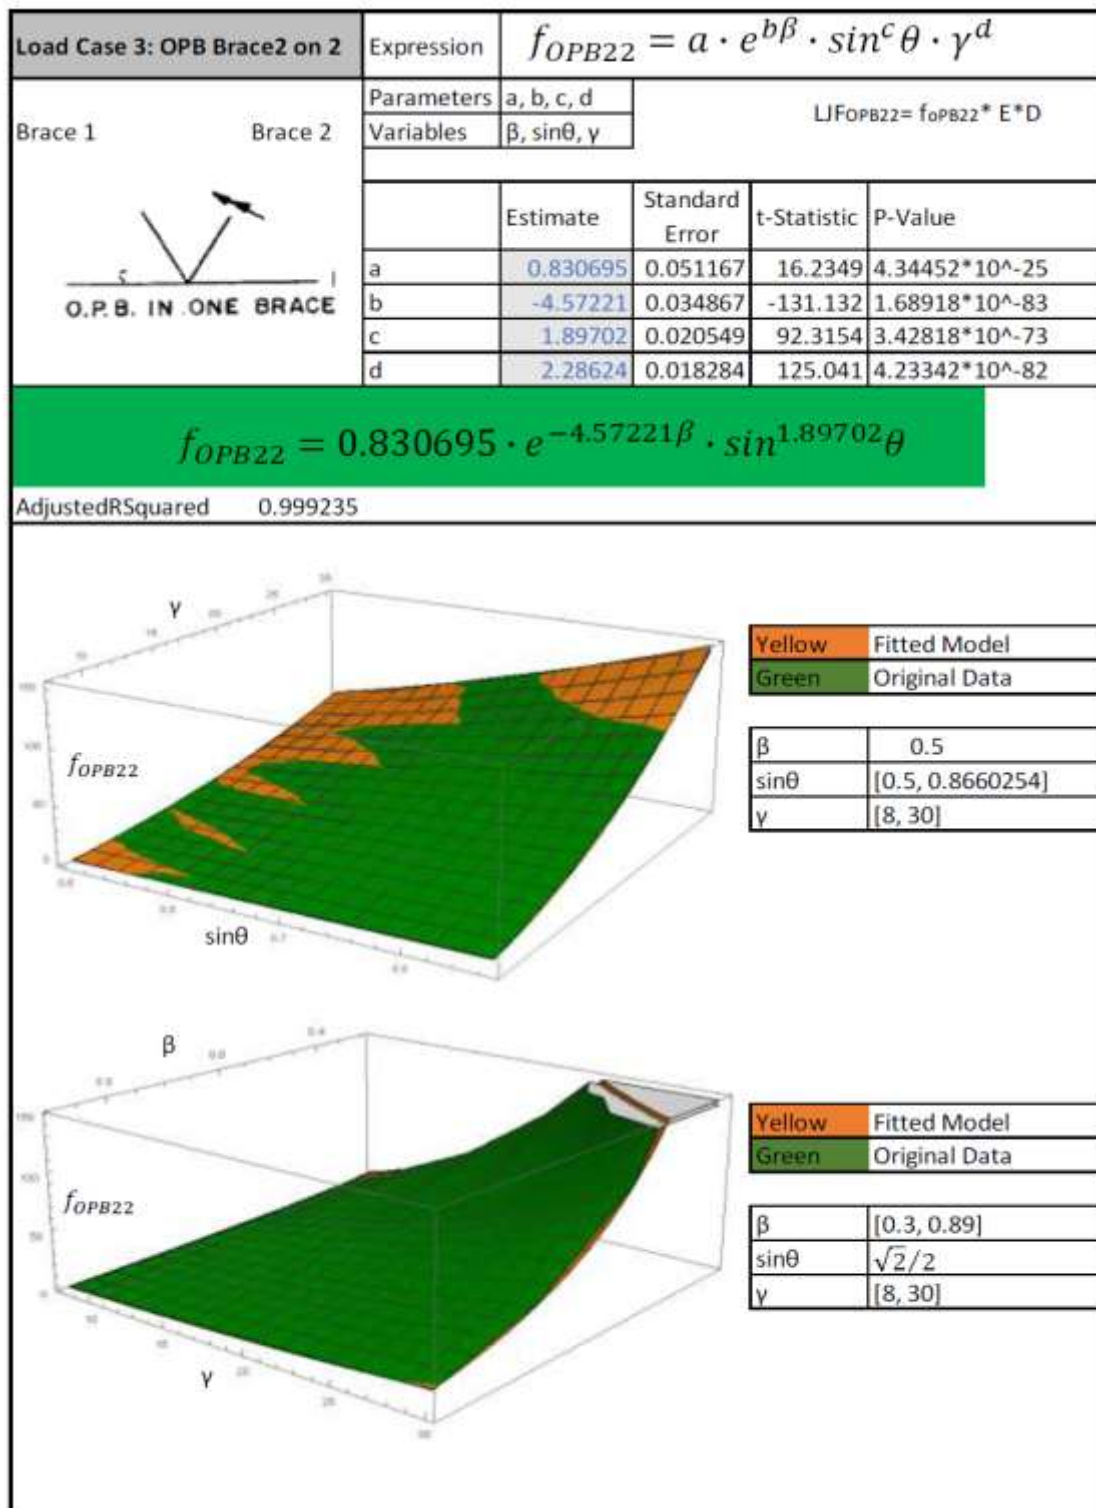 Load Case 3: OPB Brace2 on 2 Expression f_OPB22 = a · e^{bβ} · sin^c θ · γ^d
Parameters a, b, c, d
LJFOPB22= foPB22* E*D
Brace 1 Brace 2 Variables β, sinθ, γ
Estimate Standard Error t-Statistic P-Value
a 0.830695 0.051167 16.2349 4.34452*10^-25
O.P.B. IN ONE BRACE
b -4.57221 0.034867 -131.132 1.68918*10^-83
c 1.89702 0.020549 92.3154 3.42818*10^-73
d 2.28624 0.018284 125.041 4.23342*10^-82
f_OPB22 = 0.830695 · e^{-4.57221β} · sin^{1.89702}θ
AdjustedRSquared 0.999235
γ
f_OPB22
sinθ
Yellow Fitted Model
Green Original Data
β 0.5
sinθ [0.5, 0.8660254]
γ [8, 30]
β
f_OPB22
γ
Yellow Fitted Model
Green Original Data
β [0.3, 0.89]
sinθ √2/2
γ [8, 30]